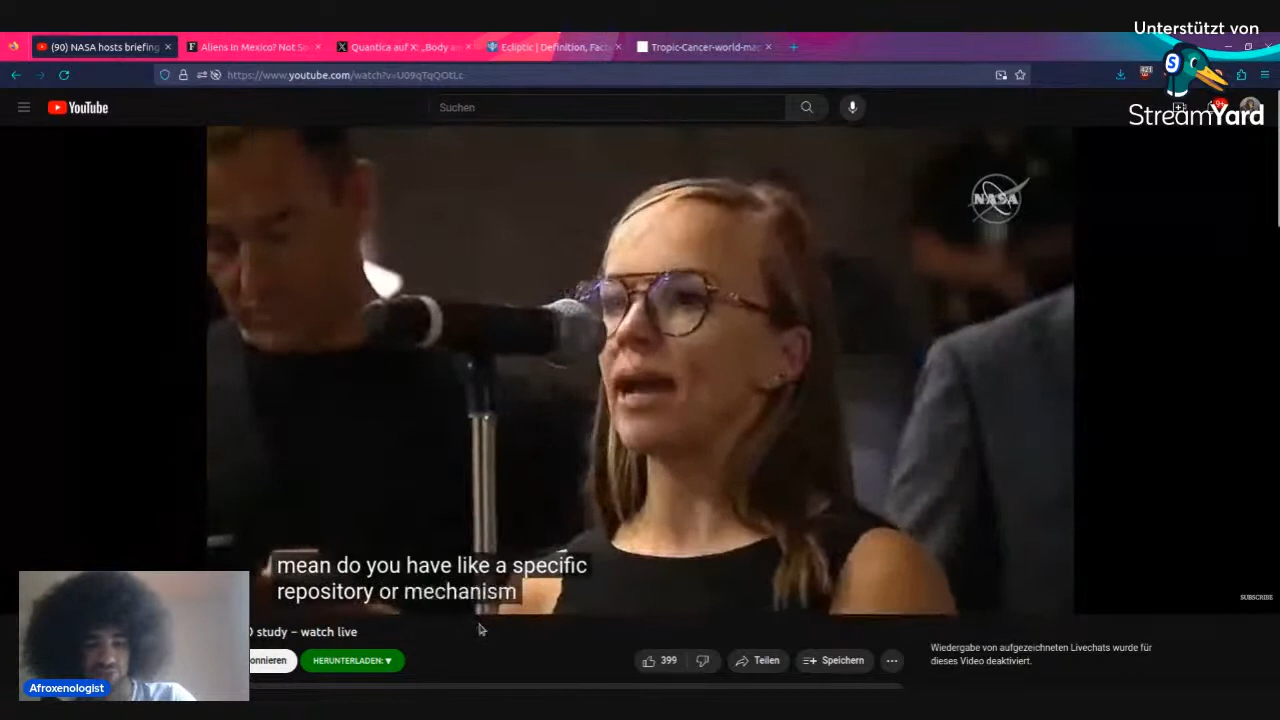 Unterstützt von
StreamYard
(90) NASA hosts briefing
Aliens In Mexico? Not So
Quantica auf X: „Body a
Ecliptic | Definition, Fact
Tropic-Cancer-world-ma
https://www.youtube.com/watch?v=U09qTqQOtLc
YouTube
Suchen
NASA
mean do you have like a specific
repository or mechanism
SUBSCRIBE
study – watch live
onnieren
HERUNTERLADEN: ▼
399
Teilen
Speichern
Wiedergabe von aufgezeichneten Livechats wurde für
dieses Video deaktiviert.
Afroxenologist